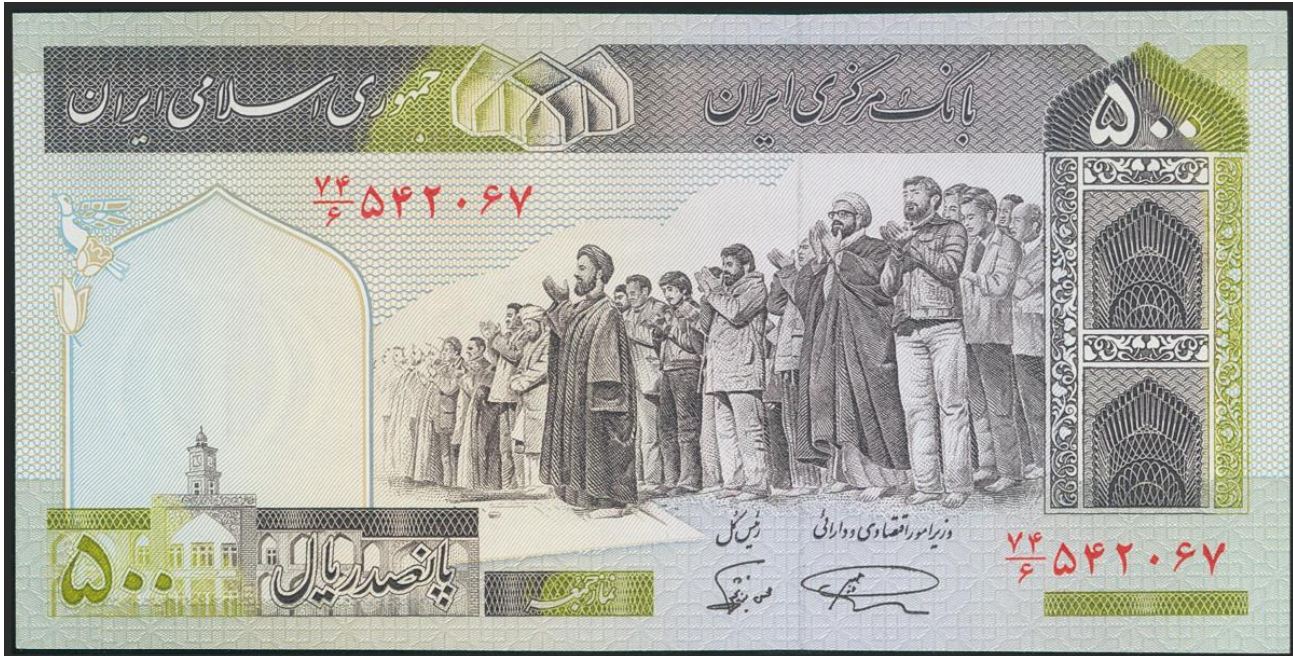 بانک مرکزی ایران
جمهوری اسلامی ایران
۵۰۰
۷۴/۶ ۵۴۲۰۶۷
وزیر امور اقتصادی و دارائی
رئیس کل
۷۴/۶ ۵۴۲۰۶۷
نماز جمعه
پانصد ریال
۵۰۰